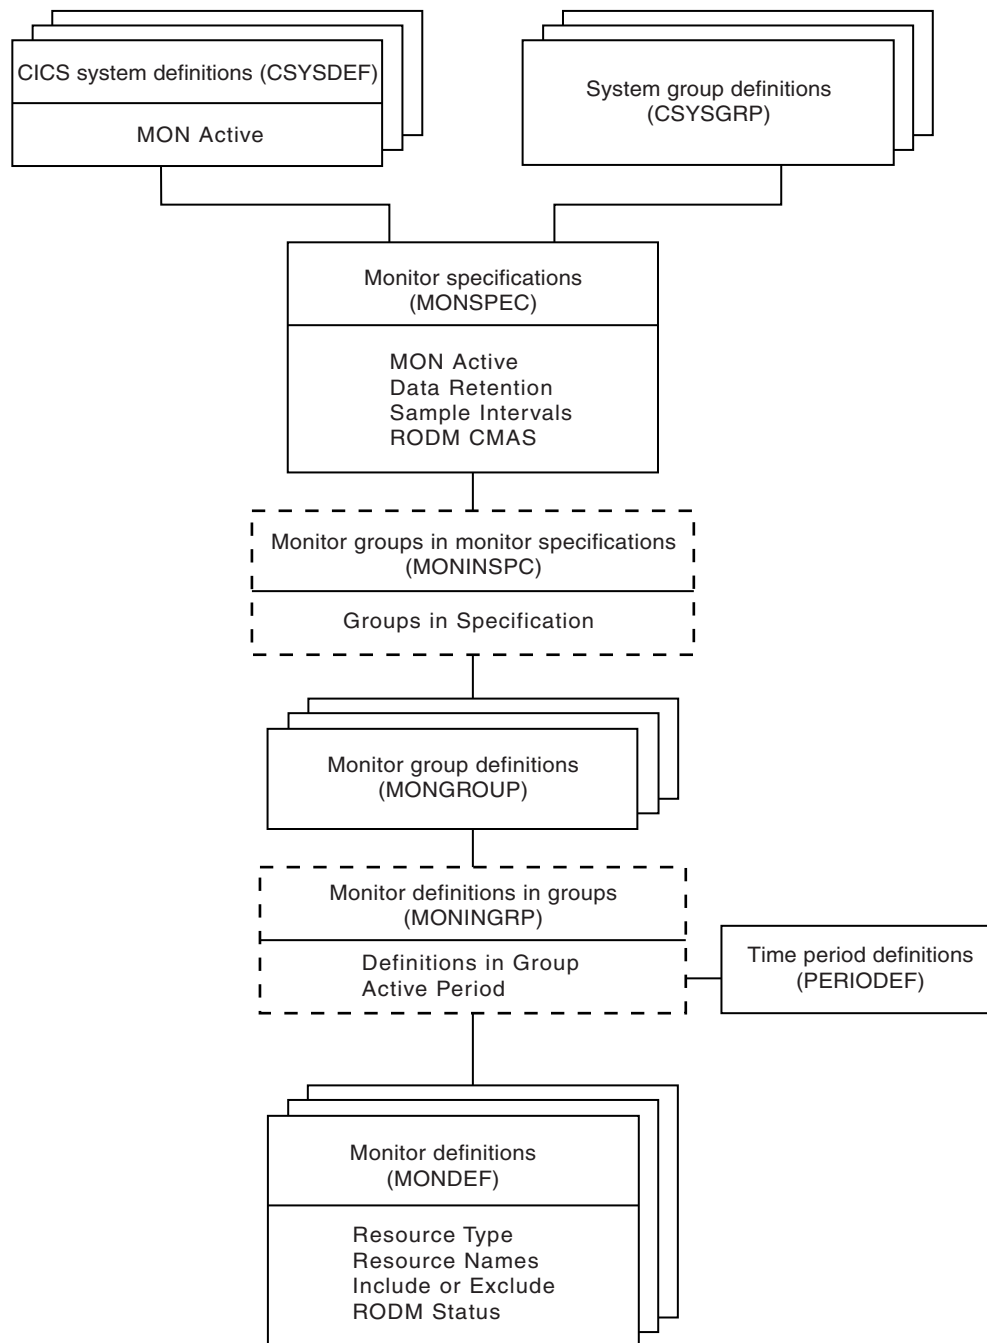 CICS system definitions (CSYSDEF)
MON Active
System group definitions
(CSYSGRP)
Monitor specifications
(MONSPEC)
MON Active
Data Retention
Sample Intervals
RODM CMAS
Monitor groups in monitor specifications
(MONINSPC)
Groups in Specification
Monitor group definitions
(MONGROUP)
Monitor definitions in groups
(MONINGRP)
Definitions in Group
Active Period
Time period definitions
(PERIODEF)
Monitor definitions
(MONDEF)
Resource Type
Resource Names
Include or Exclude
RODM Status